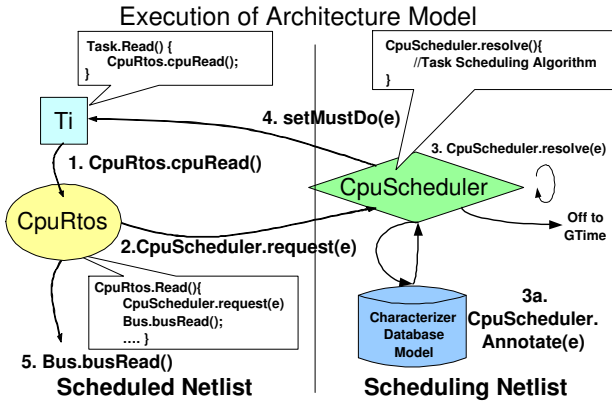 Execution of Architecture Model
Task.Read() {
CpuRtos.cpuRead();
}
CpuScheduler.resolve(){
//Task Scheduling Algorithm
}
Ti
4. setMustDo(e)
3. CpuScheduler.resolve(e)
1. CpuRtos.cpuRead()
CpuScheduler
CpuRtos
Off to
GTime
2.CpuScheduler.request(e)
CpuRtos.Read(){
CpuScheduler.request(e)
Bus.busRead();
.... }
Characterizer
Database
Model
3a.
CpuScheduler.
Annotate(e)
5. Bus.busRead()
Scheduled Netlist
Scheduling Netlist